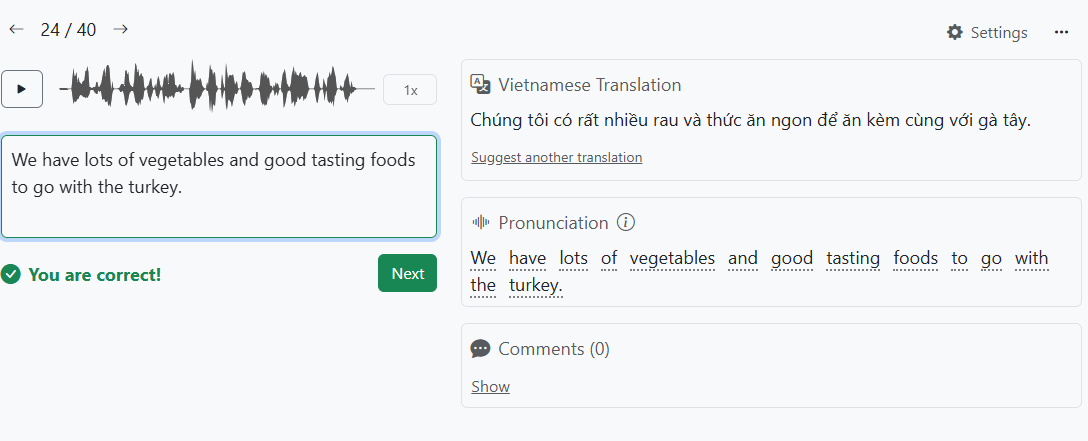 24 / 40
Settings
1x
We have lots of vegetables and good tasting foods
to go with the turkey.
You are correct!
Next
Vietnamese Translation
Chúng tôi có rất nhiều rau và thức ăn ngon để ăn kèm cùng với gà tây.
Suggest another translation
Pronunciation
We have lots of vegetables and good tasting foods to go with
the turkey.
Comments (0)
Show